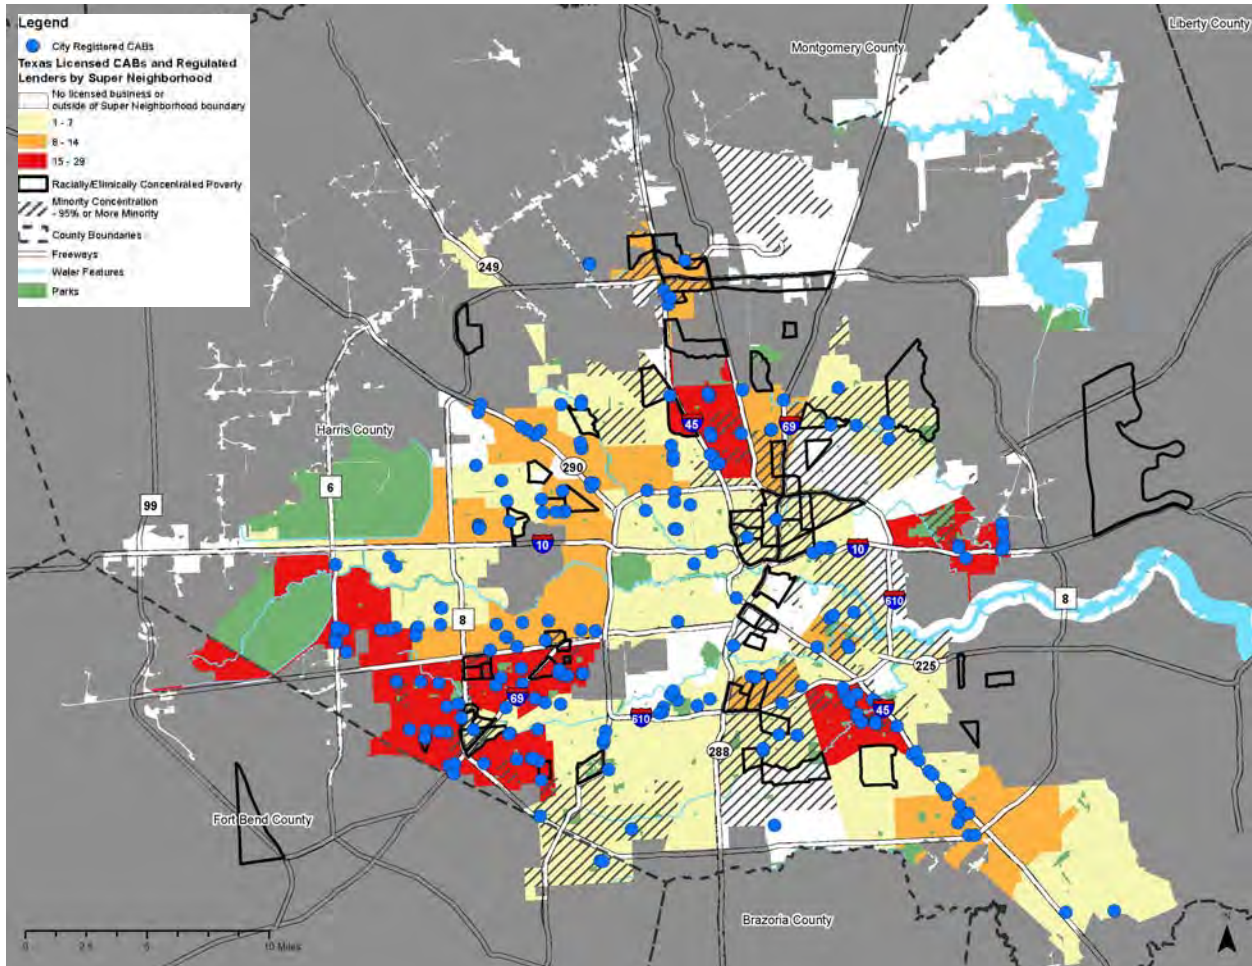 Legend
City Registered CABs
Texas Licensed CABs and Regulated
Lenders by Super Neighborhood
No licensed business or
outside of Super Neighborhood boundary
1 - 7
8 - 14
15 - 29
Racially/Ethnically Concentrated Poverty
Minority Concentration
- 95% or More Minority
County Boundaries
Freeways
Water Features
Parks
Liberty County
Montgomery County
249
Harris County
45
69
290
6
99
10
10
610
8
8
225
69
45
610
288
Fort Bend County
Brazoria County
0 2.5 5 10 Miles
N